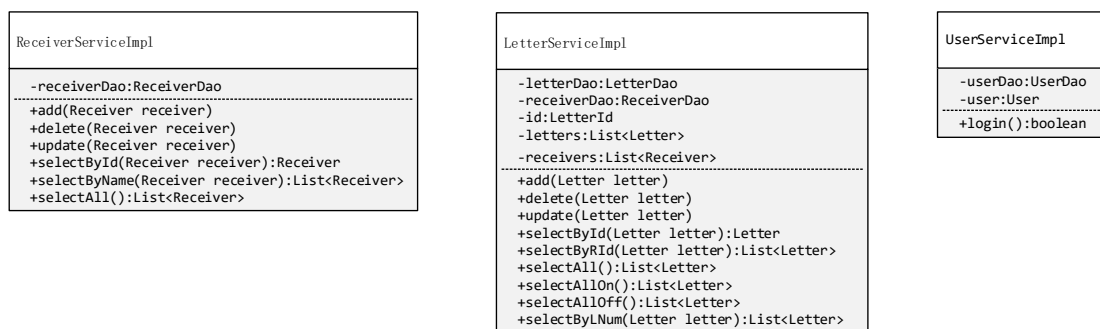 ReceiverServiceImpl
-receiverDao:ReceiverDao
+add(Receiver receiver)
+delete(Receiver receiver)
+update(Receiver receiver)
+selectById(Receiver receiver):Receiver
+selectByName(Receiver receiver):List<Receiver>
+selectAll():List<Receiver>
LetterServiceImpl
-letterDao:LetterDao
-receiverDao:ReceiverDao
-id:LetterId
-letters:List<Letter>
-receivers:List<Receiver>
+add(Letter letter)
+delete(Letter letter)
+update(Letter letter)
+selectById(Letter letter):Letter
+selectByRId(Letter letter):List<Letter>
+selectAll():List<Letter>
+selectAllOn():List<Letter>
+selectAllOff():List<Letter>
+selectByLNum(Letter letter):List<Letter>
UserServiceImpl
-userDao:UserDao
-user:User
+login():boolean